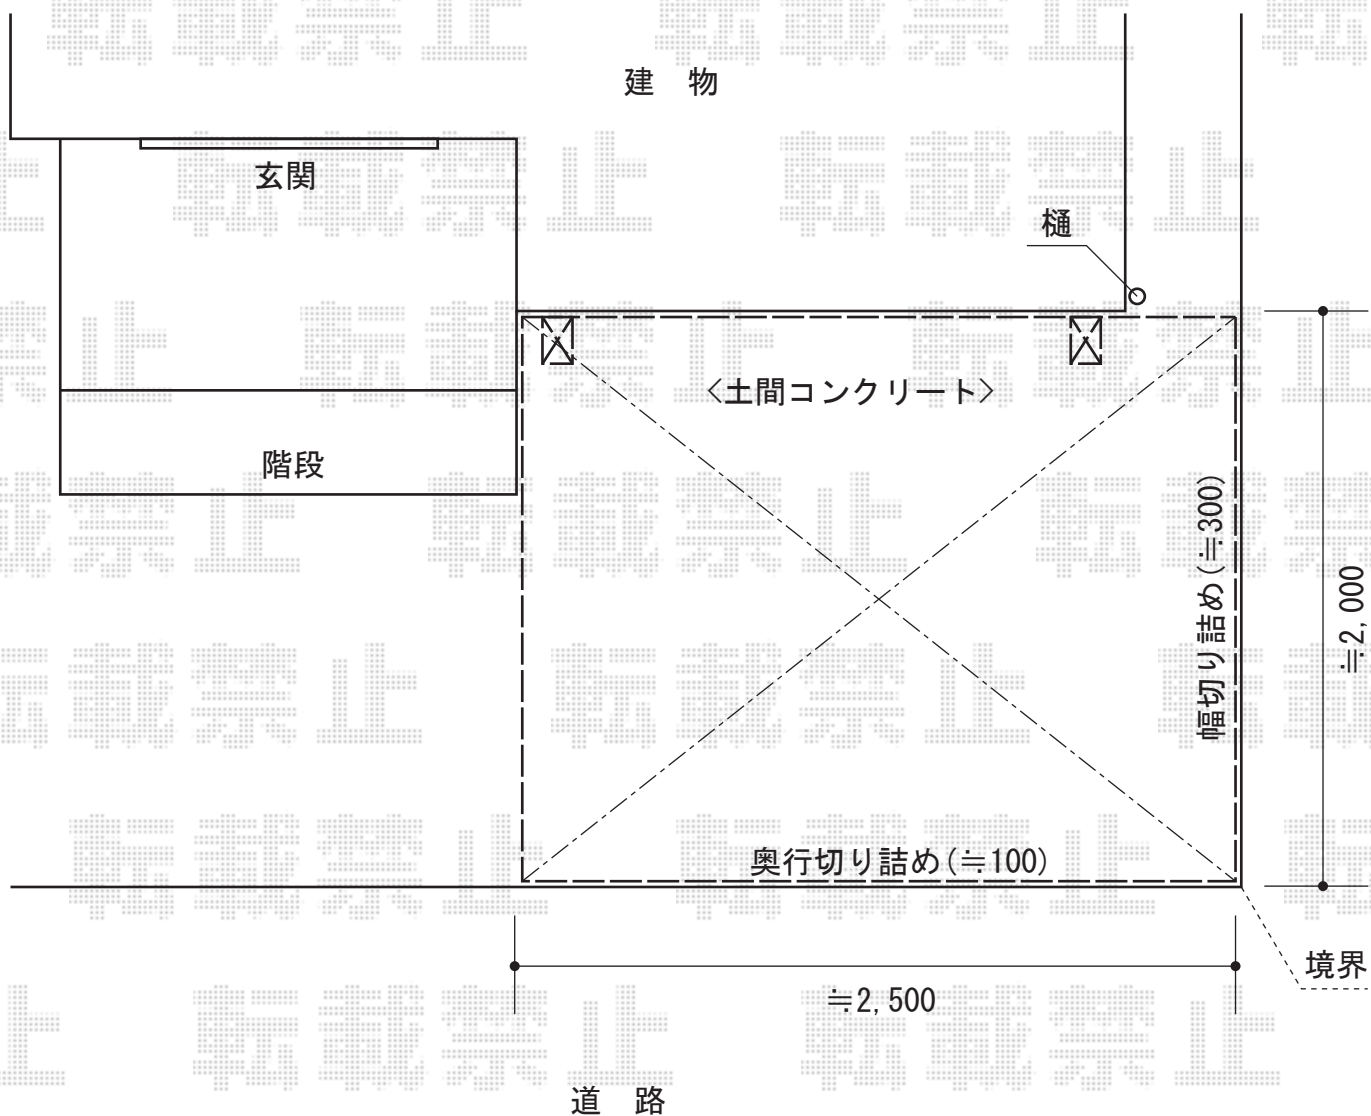 建 物
玄関
樋
〈土間コンクリート〉
階段
幅切り詰め(≒300)
≒2,000
奥行切り詰め(≒100)
境界
≒2,500
道 路
転載禁止